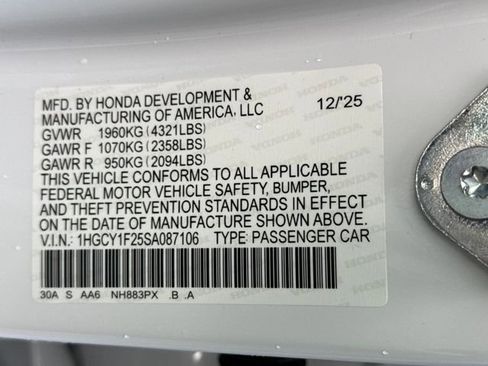 MFD. BY HONDA DEVELOPMENT &
MANUFACTURING OF AMERICA, LLC 12/'25
GVWR 1960KG (4321LBS)
GAWR F 1070KG (2358LBS)
GAWR R 950KG (2094LBS)
THIS VEHICLE CONFORMS TO ALL APPLICABLE
FEDERAL MOTOR VEHICLE SAFETY, BUMPER,
AND THEFT PREVENTION STANDARDS IN EFFECT
ON THE DATE OF MANUFACTURE SHOWN ABOVE.
V.I.N.: 1HGCY1F25SA087106 TYPE: PASSENGER CAR
30A S AA6 NH883PX .B .A